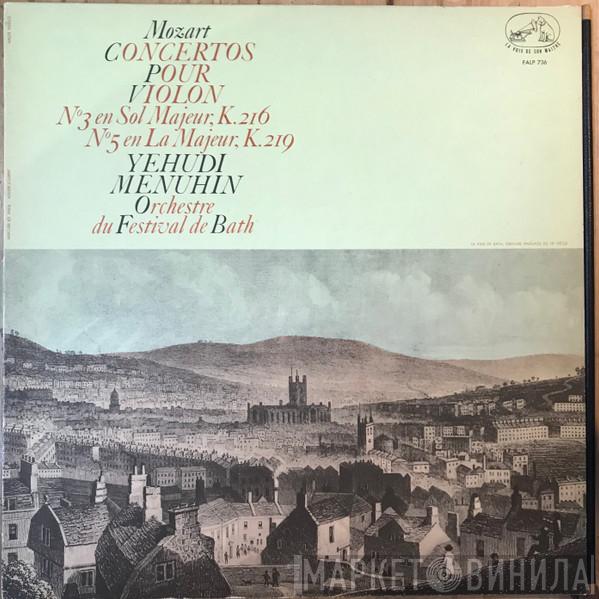 Mozart
CONCERTOS
POUR
VIOLON
Nº3 en Sol Majeur, K.216
Nº5 en La Majeur, K.219
YEHUDI
MENUHIN
Orchestre
du Festival de Bath
LA VOIX DE SON MAITRE
FALP 736
МАРКЕТ ВИНИЛА